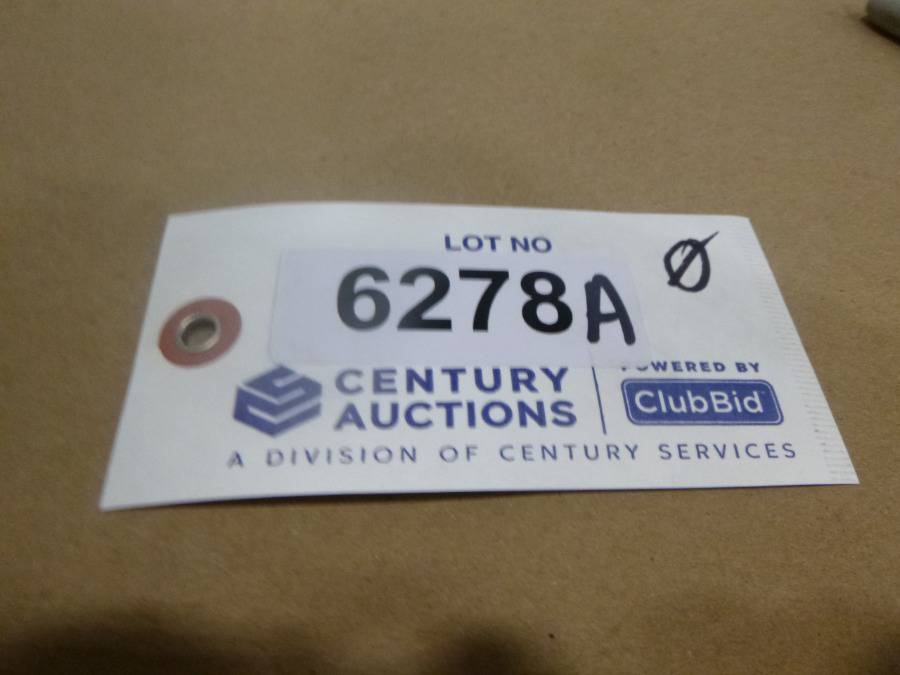 LOT NO
Ø
6278A
CENTURY
AUCTIONS
POWERED BY
ClubBid
A DIVISION OF CENTURY SERVICES